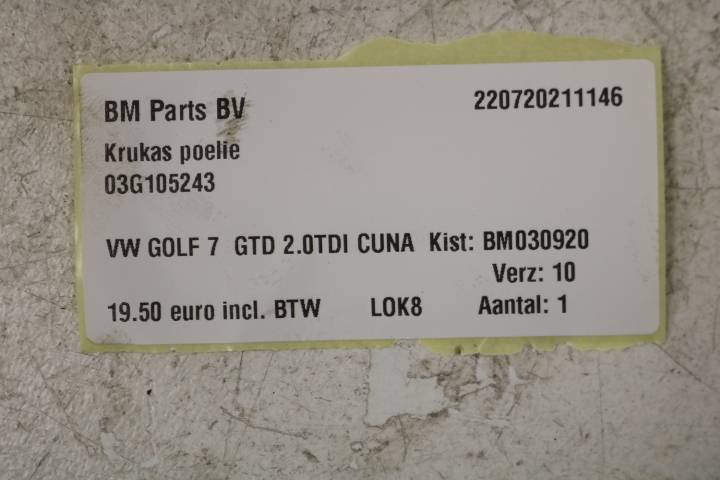 BM Parts BV 220720211146
Krukas poelie
03G105243
VW GOLF 7 GTD 2.0TDI CUNA Kist: BM030920
Verz: 10
19.50 euro incl. BTW LOK8 Aantal: 1